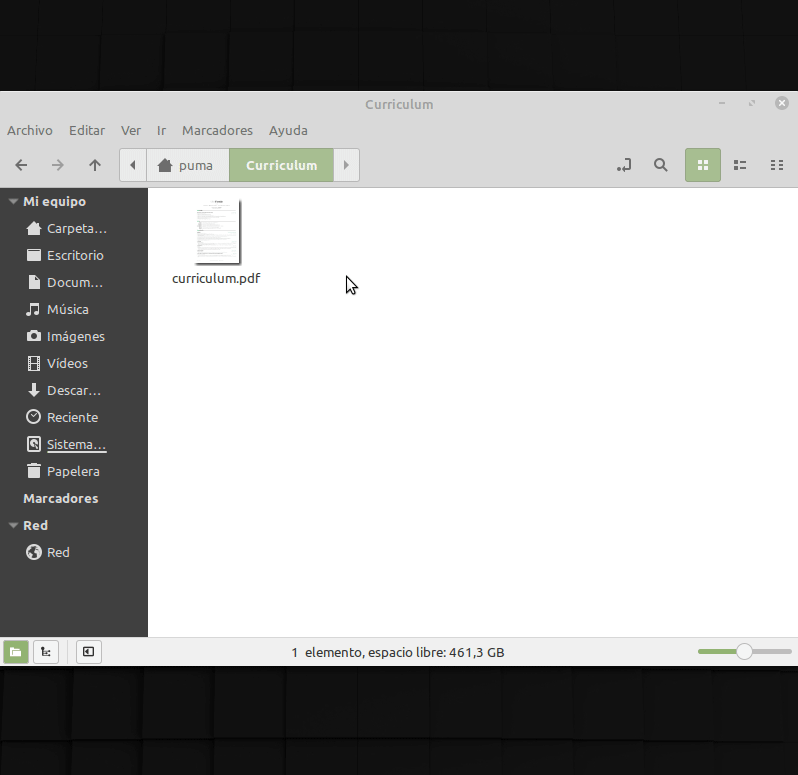 Curriculum
Archivo Editar Ver Ir Marcadores Ayuda
puma Curriculum
Mi equipo
Carpeta...
Escritorio
Docum...
Música
Imágenes
Vídeos
Descar...
Reciente
Sistema...
Papelera
Marcadores
Red
Red
curriculum.pdf
1 elemento, espacio libre: 461,3 GB